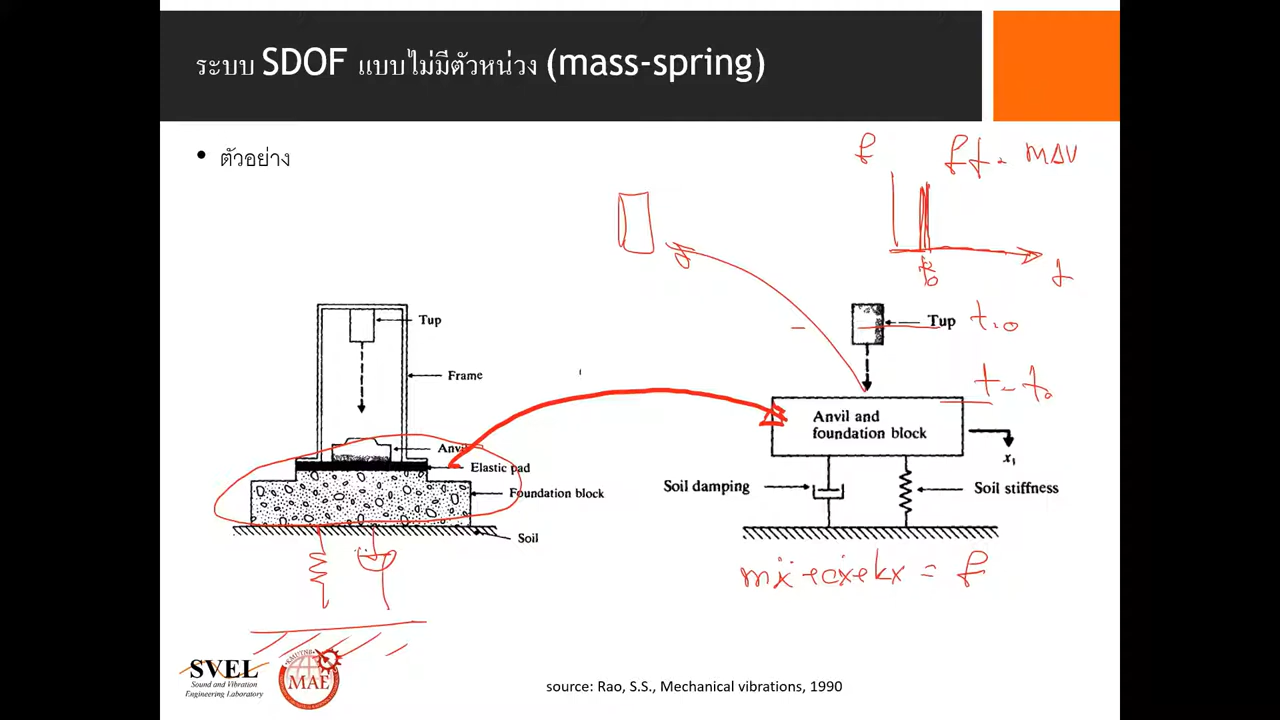 ระบบ SDOF แบบไม่มีตัวหน่วง (mass-spring)
• ตัวอย่าง
f
ft = mΔV
t
t₀
Tup
Frame
Anvil
Elastic pad
Foundation block
Soil
Tup
t=0
t=t₀
Anvil and
foundation block
x₁
Soil damping
Soil stiffness
mẍ+cẋ+kx = f
SVEL
Sound and Vibration
Engineering Laboratory
KMUTNB
MAE
source: Rao, S.S., Mechanical vibrations, 1990